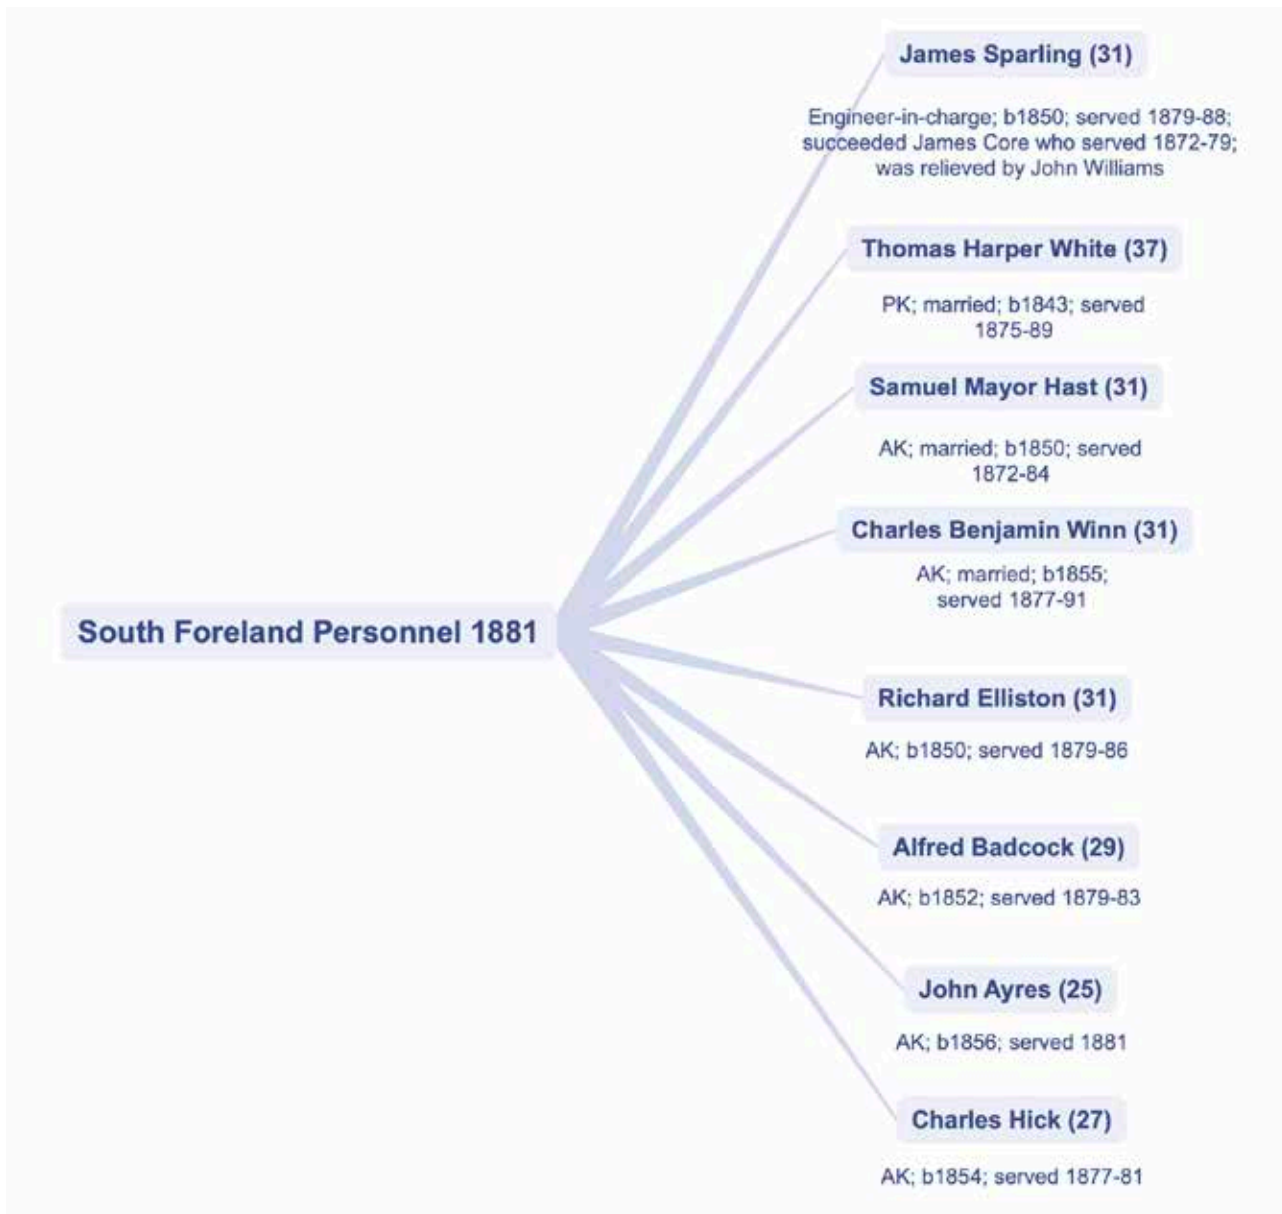 James Sparling (31)
Engineer-in-charge; b1850; served 1879-88;
succeeded James Core who served 1872-79;
was relieved by John Williams
Thomas Harper White (37)
PK; married; b1843; served
1875-89
Samuel Mayor Hast (31)
AK; married; b1850; served
1872-84
Charles Benjamin Winn (31)
AK; married; b1855;
served 1877-91
South Foreland Personnel 1881
Richard Elliston (31)
AK; b1850; served 1879-86
Alfred Badcock (29)
AK; b1852; served 1879-83
John Ayres (25)
AK; b1856; served 1881
Charles Hick (27)
AK; b1854; served 1877-81